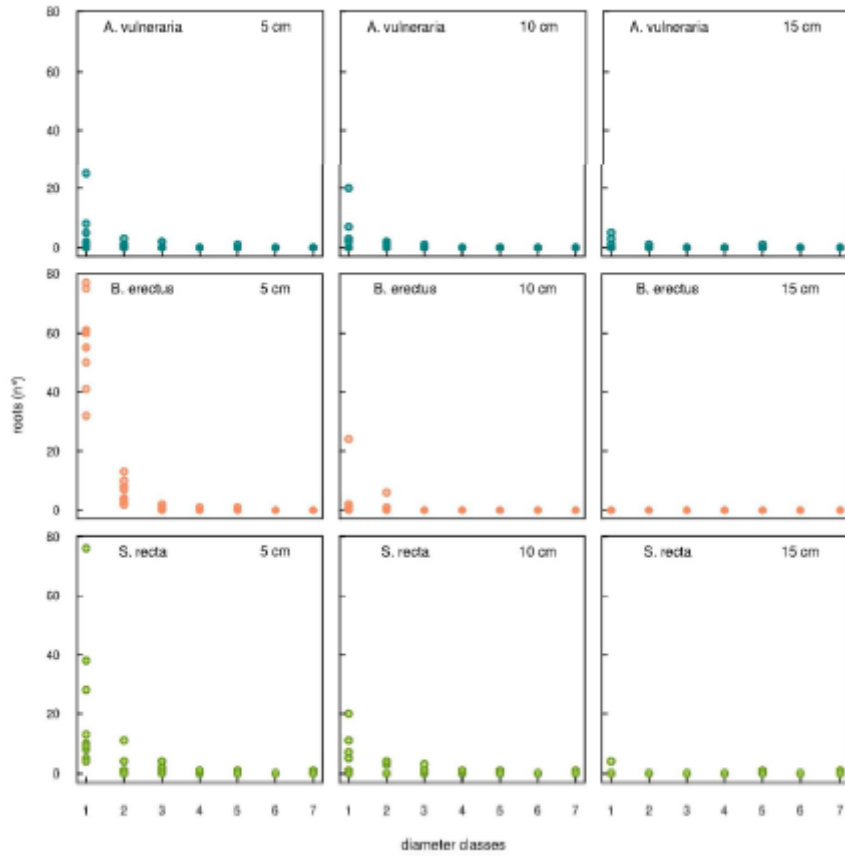 80 A. vulneraria 5 cm A. vulneraria 10 cm A. vulneraria 15 cm
60
40
20
0
80 B. erectus 5 cm B. erectus 10 cm B. erectus 15 cm
60
40
20
0
roots (n°)
80 S. recta 5 cm S. recta 10 cm S. recta 15 cm
60
40
20
0
1 2 3 4 5 6 7 1 2 3 4 5 6 7 1 2 3 4 5 6 7
diameter classes